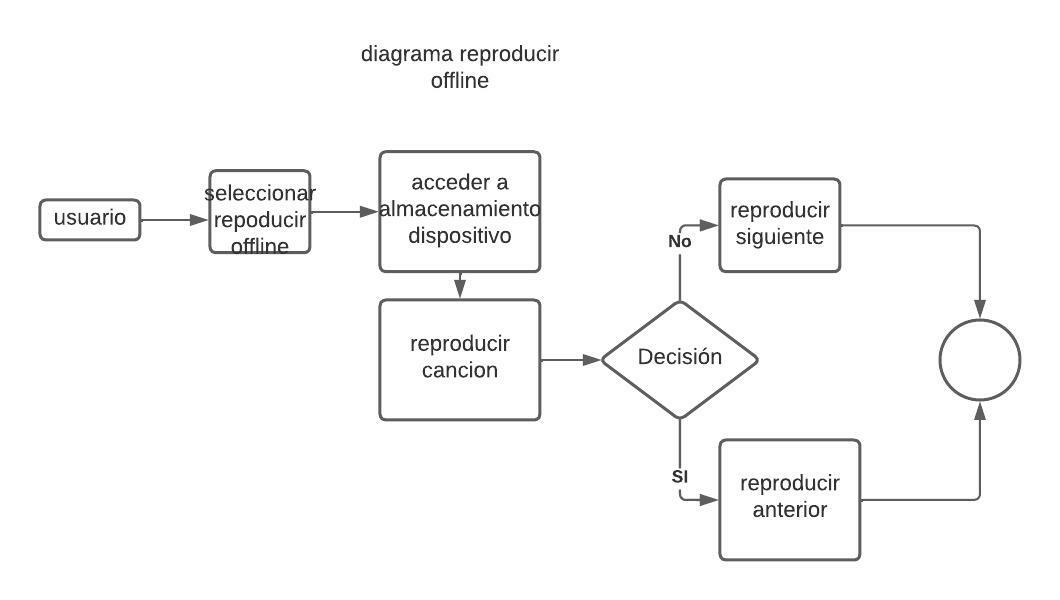 diagrama reproducir
offline
usuario
seleccionar
repoducir
offline
acceder a
almacenamiento
dispositivo
reproducir
cancion
Decisión
No
reproducir
siguiente
SI
reproducir
anterior